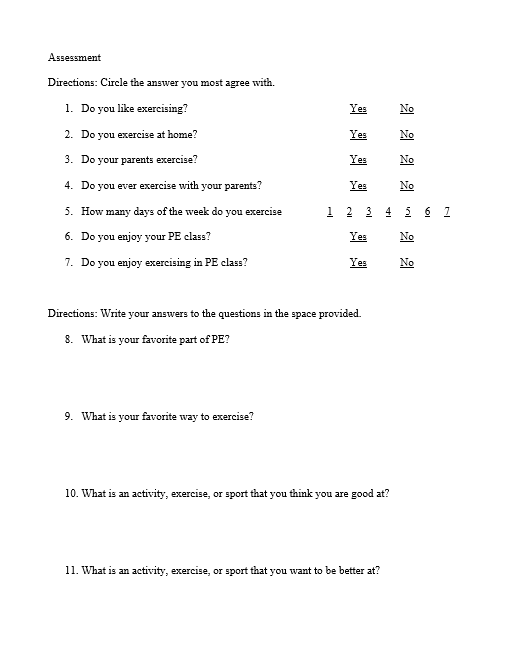 Assessment
Directions: Circle the answer you most agree with.
1. Do you like exercising? Yes No
2. Do you exercise at home? Yes No
3. Do your parents exercise? Yes No
4. Do you ever exercise with your parents? Yes No
5. How many days of the week do you exercise 1 2 3 4 5 6 7
6. Do you enjoy your PE class? Yes No
7. Do you enjoy exercising in PE class? Yes No
Directions: Write your answers to the questions in the space provided.
8. What is your favorite part of PE?
9. What is your favorite way to exercise?
10. What is an activity, exercise, or sport that you think you are good at?
11. What is an activity, exercise, or sport that you want to be better at?